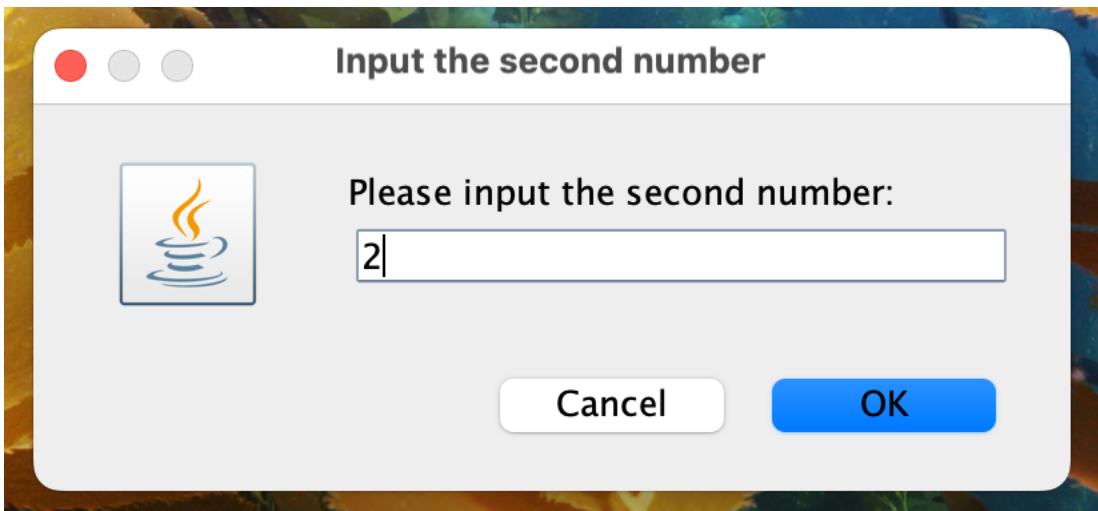 Input the second number
Please input the second number:
2
Cancel
OK